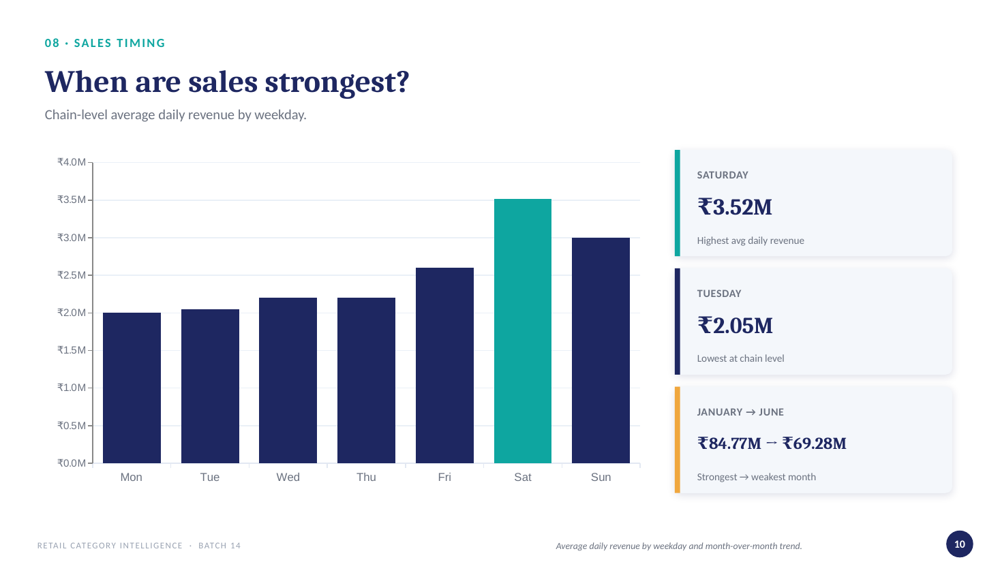 08 · SALES TIMING
When are sales strongest?
Chain-level average daily revenue by weekday.
₹4.0M
₹3.5M
₹3.0M
₹2.5M
₹2.0M
₹1.5M
₹1.0M
₹0.5M
₹0.0M
Mon Tue Wed Thu Fri Sat Sun
SATURDAY
₹3.52M
Highest avg daily revenue
TUESDAY
₹2.05M
Lowest at chain level
JANUARY → JUNE
₹84.77M → ₹69.28M
Strongest → weakest month
RETAIL CATEGORY INTELLIGENCE · BATCH 14
Average daily revenue by weekday and month-over-month trend.
10